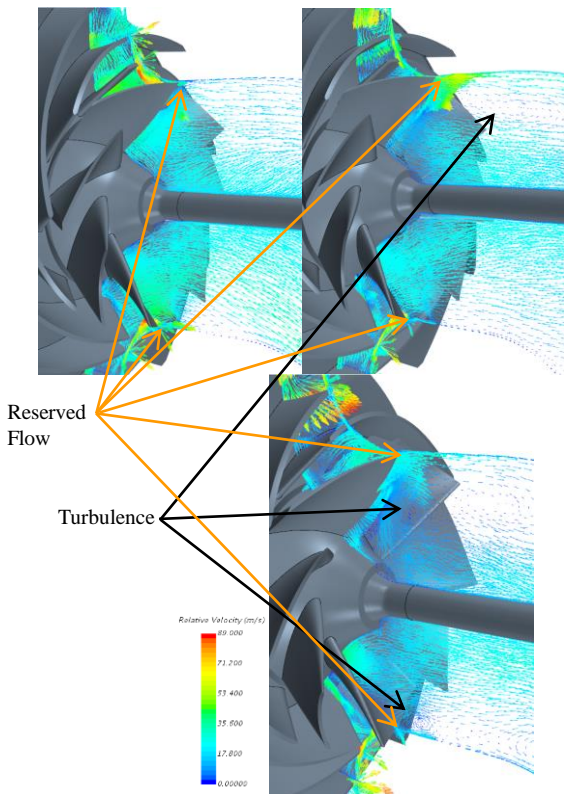 Reserved
Flow
Turbulence
Relative Velocity (m/s)
89.000
71.200
53.400
35.600
17.800
0.00000